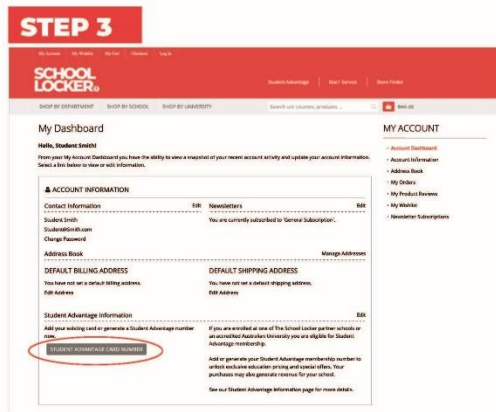 STEP 3
My Account My Wishlist My Cart Checkout Log In
SCHOOL
LOCKER
Student Advantage Star7 Service Store Finder
SHOP BY DEPARTMENT SHOP BY SCHOOL SHOP BY UNIVERSITY Search uni courses, products ... BAG (0)
My Dashboard
Hello, Student Smith!
From your My Account Dashboard you have the ability to view a snapshot of your recent account activity and update your account information.
Select a link below to view or edit information.
ACCOUNT INFORMATION
Contact Information Edit
Student Smith
Student@Smith.com
Change Password
Newsletters Edit
You are currently subscribed to 'General Subscription'.
Address Book Manage Addresses
DEFAULT BILLING ADDRESS
You have not set a default billing address.
Edit Address
DEFAULT SHIPPING ADDRESS
You have not set a default shipping address.
Edit Address
Student Advantage Information Edit
Add your existing card or generate a Student Advantage number
now.
STUDENT ADVANTAGE CARD NUMBER
If you are enrolled at one of The School Locker partner schools or
an accredited Australian University you are eligible for Student
Advantage membership.
Add or generate your Student Advantage membership number to
unlock exclusive education pricing and special offers. Your
purchases may also generate revenue for your school.
See our Student Advantage Information page for more details.
MY ACCOUNT
Account Dashboard
Account Information
Address Book
My Orders
My Product Reviews
My Wishlist
Newsletter Subscriptions